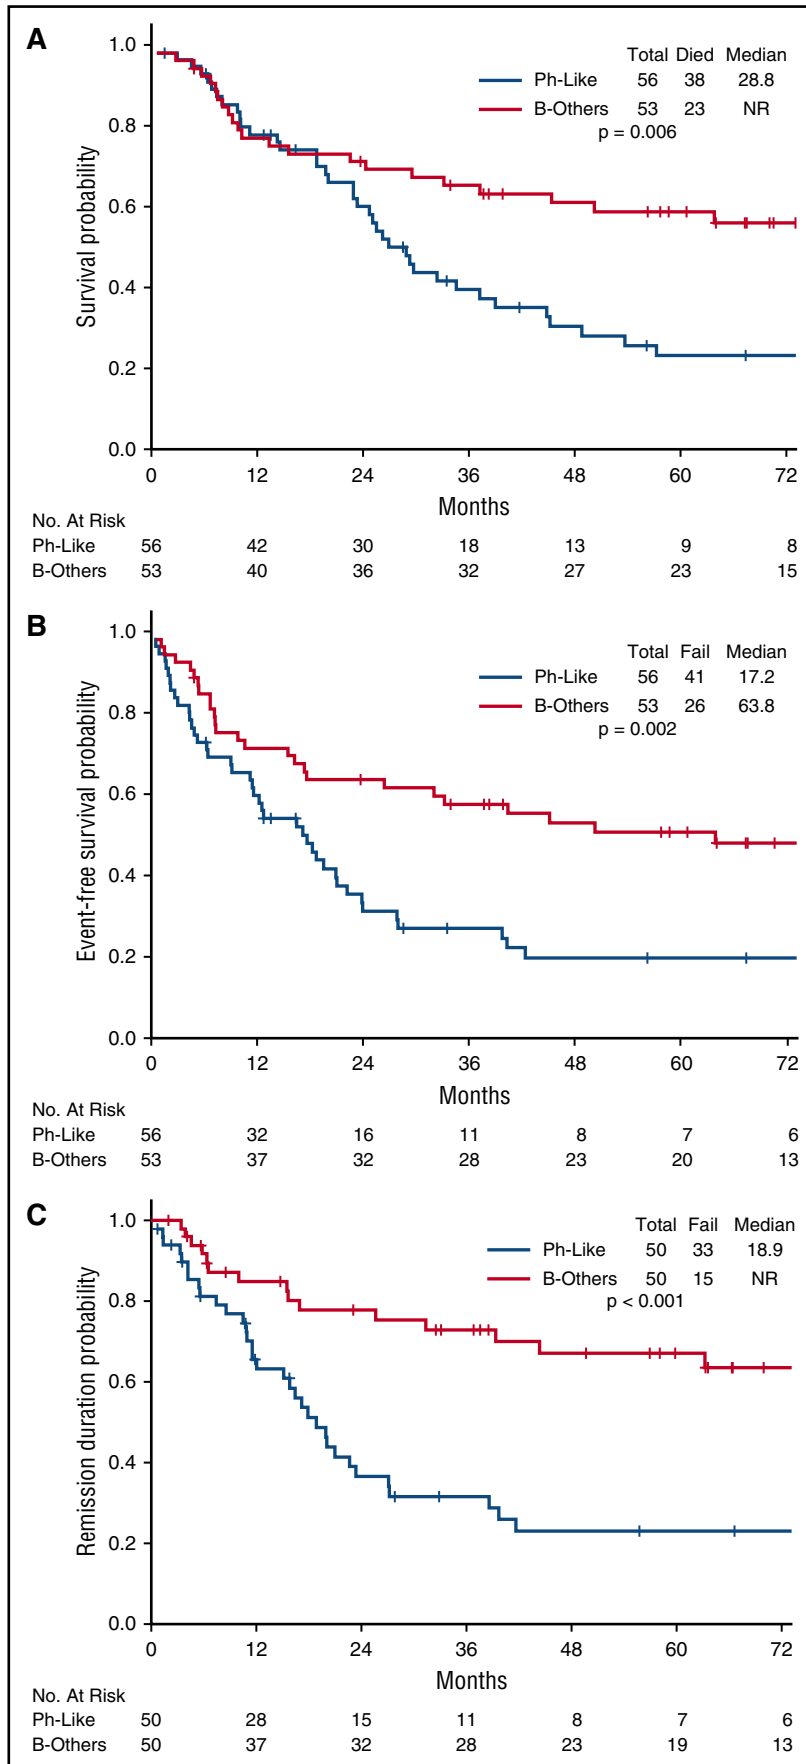 A
Total Died Median
Ph-Like 56 38 28.8
B-Others 53 23 NR
p = 0.006
Survival probability
1.0
0.8
0.6
0.4
0.2
0.0
0 12 24 36 48 60 72
Months
No. At Risk
Ph-Like 56 42 30 18 13 9 8
B-Others 53 40 36 32 27 23 15
B
Total Fail Median
Ph-Like 56 41 17.2
B-Others 53 26 63.8
p = 0.002
Event-free survival probability
1.0
0.8
0.6
0.4
0.2
0.0
0 12 24 36 48 60 72
Months
No. At Risk
Ph-Like 56 32 16 11 8 7 6
B-Others 53 37 32 28 23 20 13
C
Total Fail Median
Ph-Like 50 33 18.9
B-Others 50 15 NR
p < 0.001
Remission duration probability
1.0
0.8
0.6
0.4
0.2
0.0
0 12 24 36 48 60 72
Months
No. At Risk
Ph-Like 50 28 15 11 8 7 6
B-Others 50 37 32 28 23 19 13